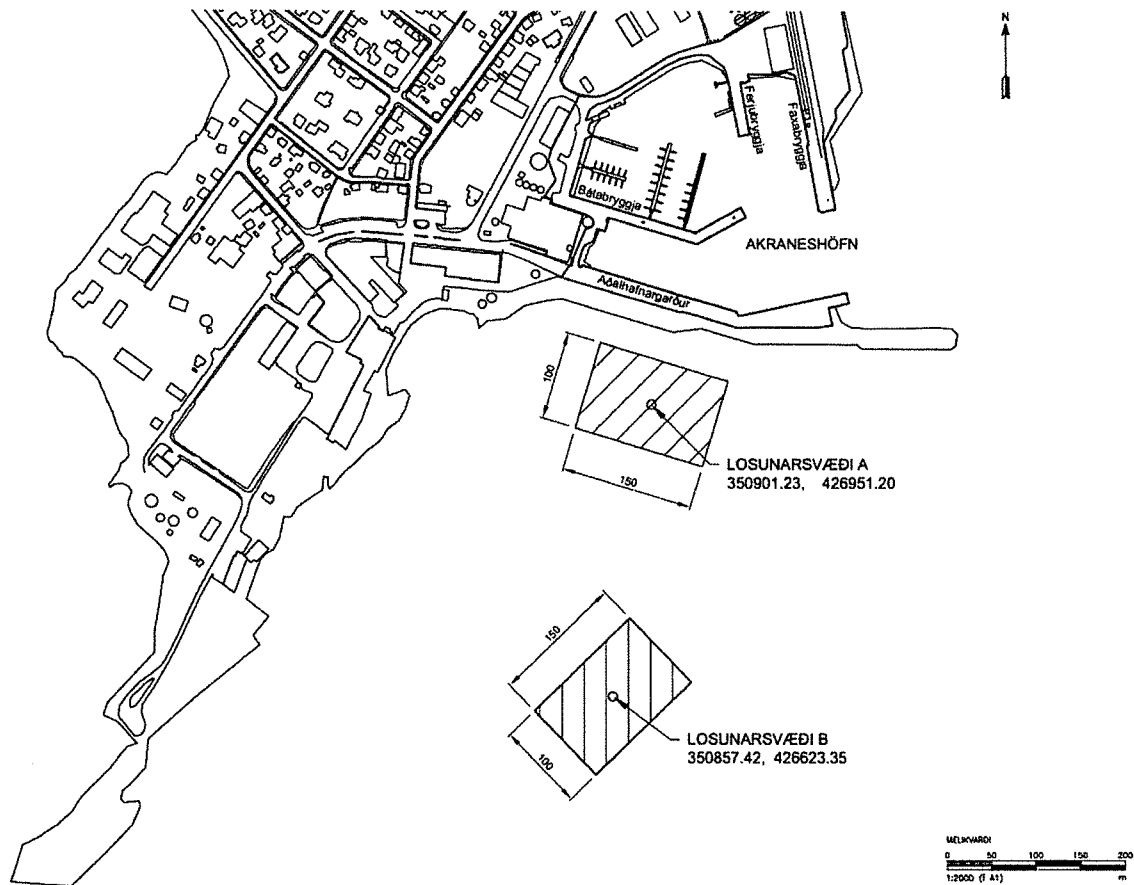 N
Ferjubryggja
Faxabryggja
Bátabryggja
AKRANESHÖFN
Aðalhafnargarður
100
150
LOSUNARSVÆÐI A
350901.23, 426951.20
150
100
LOSUNARSVÆÐI B
350857.42, 426623.35
MÆLIKVARÐI
0 50 100 150 200
1:2000 (Í A1) m